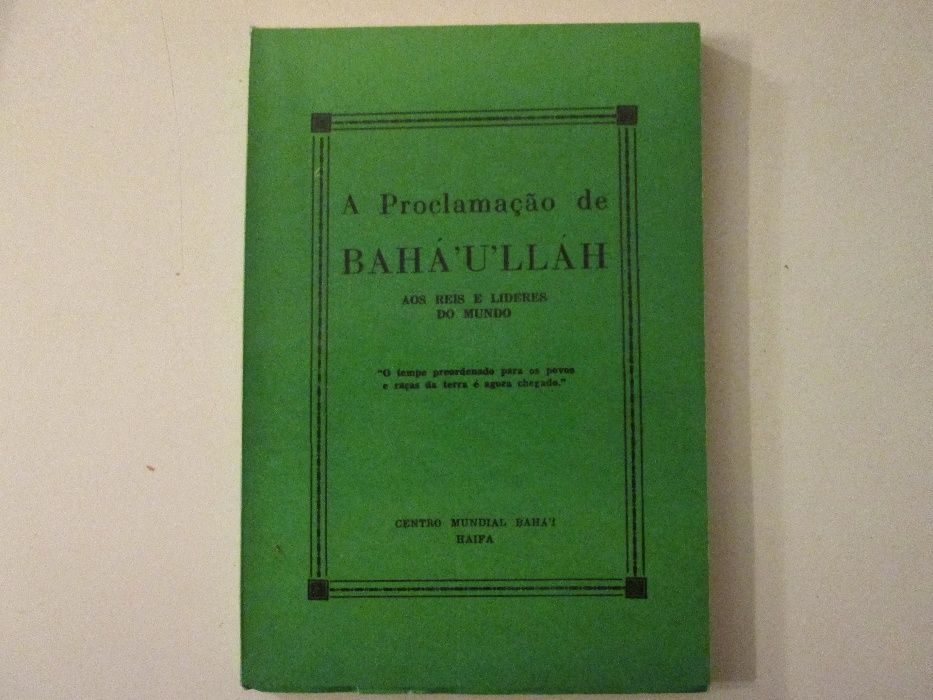 A Proclamação de
BAHÁ'U'LLÁH
AOS REIS E LIDERES
DO MUNDO
"O tempo preordenado para os povos
e raças da terra é agora chegado."
CENTRO MUNDIAL BAHÁ'Í
HAIFA